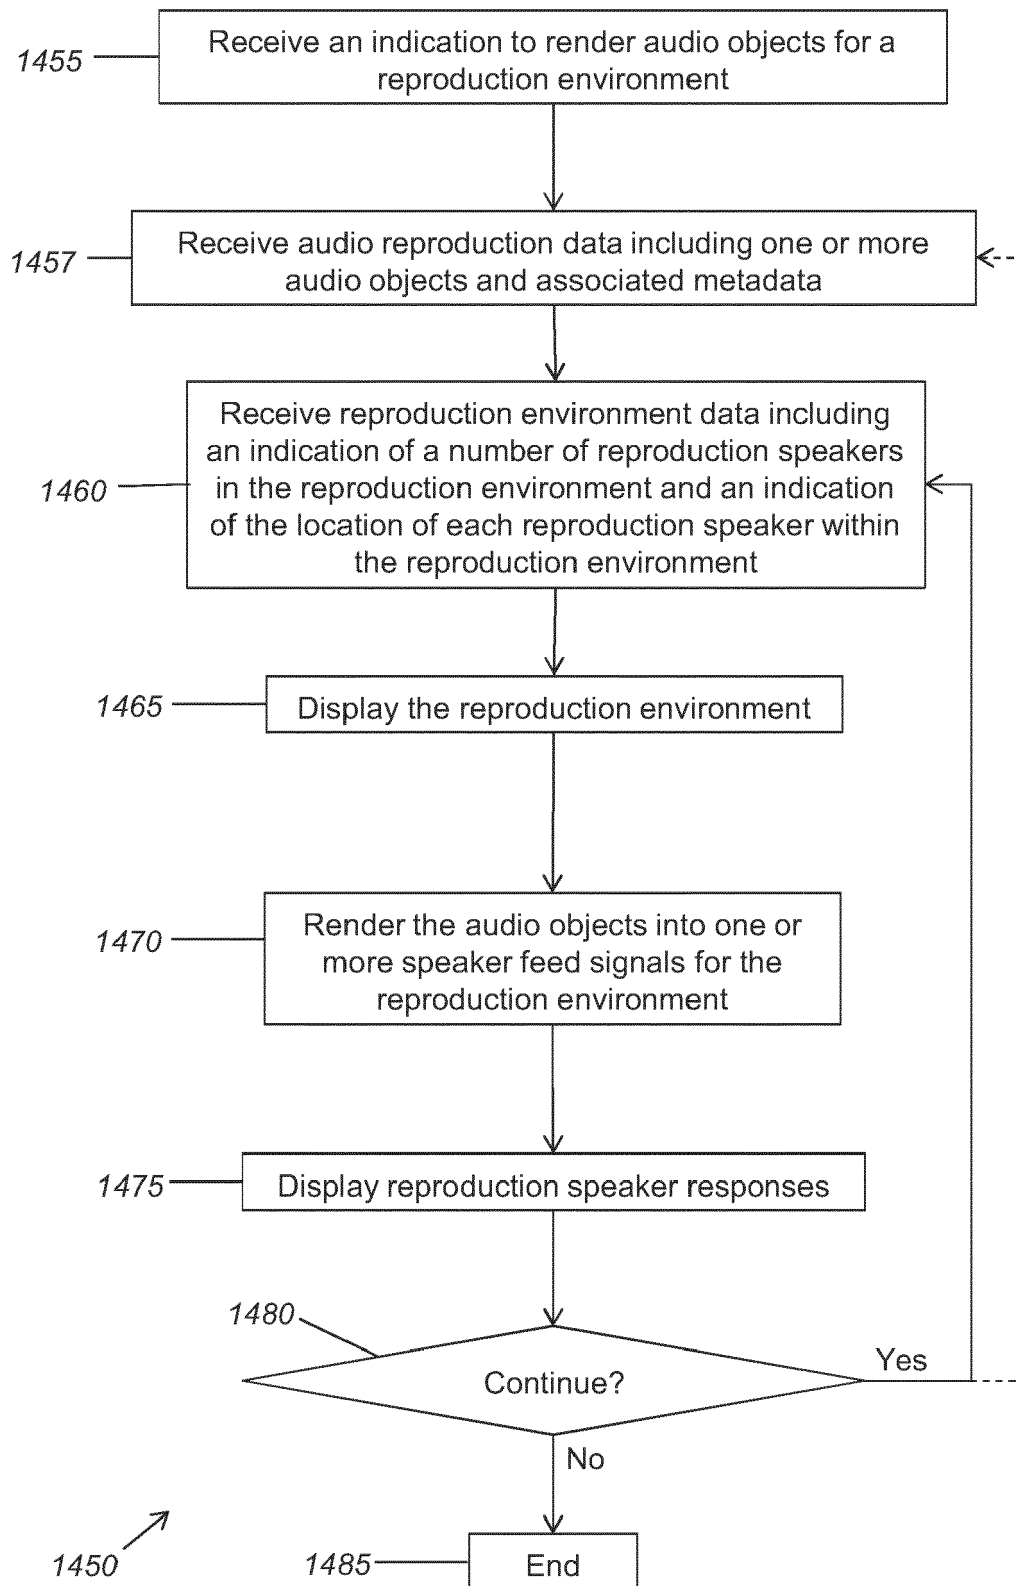 1455
Receive an indication to render audio objects for a
reproduction environment
1457
Receive audio reproduction data including one or more
audio objects and associated metadata
1460
Receive reproduction environment data including
an indication of a number of reproduction speakers
in the reproduction environment and an indication
of the location of each reproduction speaker within
the reproduction environment
1465
Display the reproduction environment
1470
Render the audio objects into one or
more speaker feed signals for the
reproduction environment
1475
Display reproduction speaker responses
1480
Continue?
Yes
No
1450
1485
End